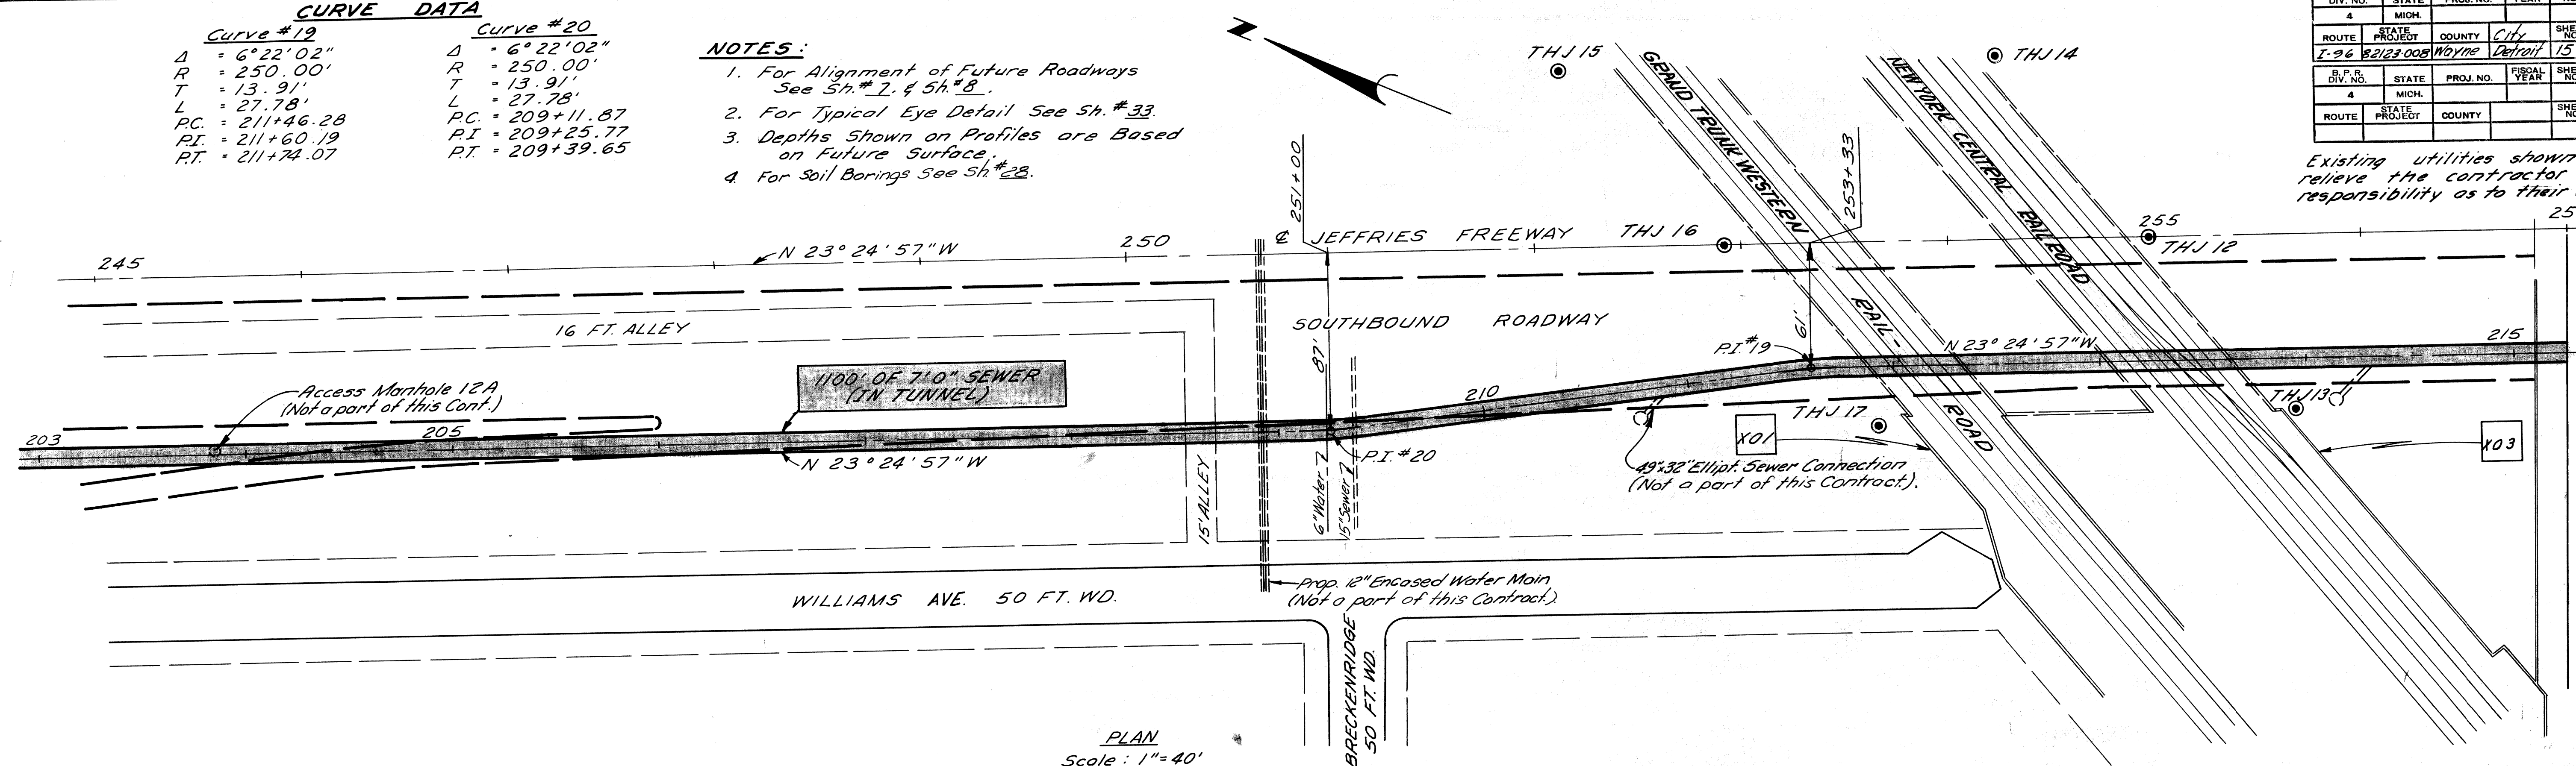 CURVE DATA
Curve #19
Δ = 6°22'02"
R = 250.00'
T = 13.91'
L = 27.78'
P.C. = 211+46.28
P.I. = 211+60.19
P.T. = 211+74.07
Curve #20
Δ = 6°22'02"
R = 250.00'
T = 13.91'
L = 27.78'
P.C. = 209+11.87
P.I = 209+25.77
P.T. = 209+39.65
NOTES:
1. For Alignment of Future Roadways
See Sh.# 7. & Sh.#8.
2. For Typical Eye Detail See Sh.#33.
3. Depths Shown on Profiles are Based
on Future Surface.
4. For Soil Borings See Sh.#28.
N
DIV. NO. STATE PROJ. NO. YEAR
4 MICH.
ROUTE STATE PROJECT COUNTY City
I-96 82123-008 Wayne Detroit 15
B. P. R. DIV. NO. STATE PROJ. NO. FISCAL YEAR
4 MICH.
ROUTE STATE PROJECT COUNTY
Existing utilities shown
relieve the contractor
responsibility as to their
THJ 15
THJ 14
GRAND TRUNK WESTERN
RAIL-
ROAD
NEW YORK CENTRAL RAILROAD
251+00
253+33
245
N 23° 24' 57" W
250
℄ JEFFRIES FREEWAY
THJ 16
255
THJ 12
25
16 FT. ALLEY
SOUTHBOUND ROADWAY
87'
61'
P.I.#19
N 23° 24' 57" W
215
Access Manhole 12A
(Not a part of this Cont.)
1100' OF 7'0" SEWER
(IN TUNNEL)
203
205
210
N 23° 24' 57" W
P.I.#20
THJ 17
THJ13
X01
X03
49"x32" Ellipt. Sewer Connection
(Not a part of this Contract).
15' ALLEY
6" Water
15" Sewer
Prop. 12" Encased Water Main
(Not a part of this Contract).
WILLIAMS AVE. 50 FT. WD.
BRECKENRIDGE
50 FT. WD.
PLAN
Scale: 1"=40'